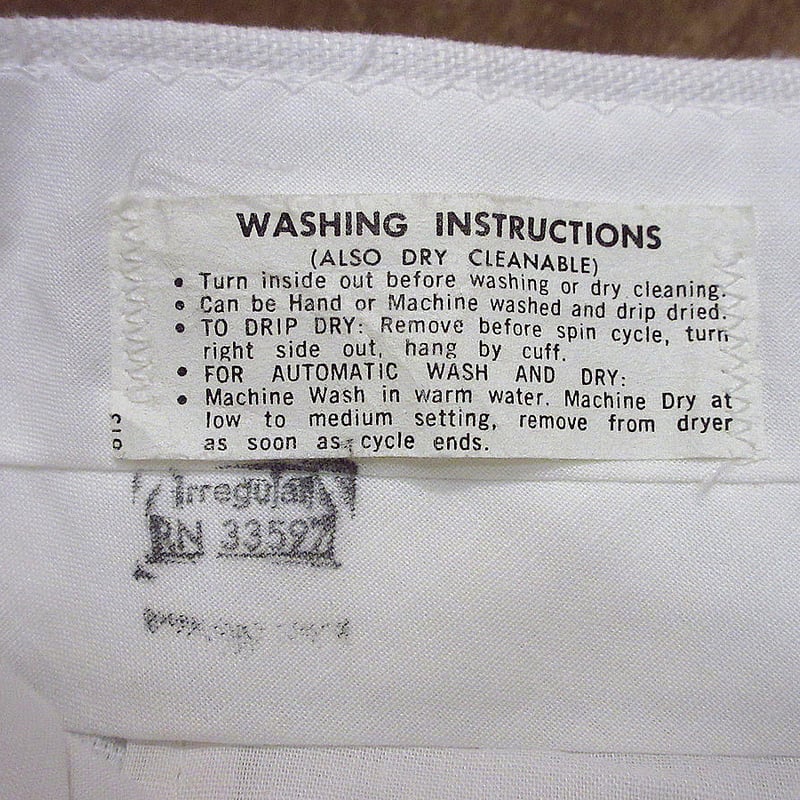 WASHING INSTRUCTIONS
(ALSO DRY CLEANABLE)
• Turn inside out before washing or dry cleaning.
• Can be Hand or Machine washed and drip dried.
• TO DRIP DRY: Remove before spin cycle, turn
right side out, hang by cuff.
• FOR AUTOMATIC WASH AND DRY:
• Machine Wash in warm water. Machine Dry at
low to medium setting, remove from dryer
as soon as cycle ends.
Irregular
RN 33597